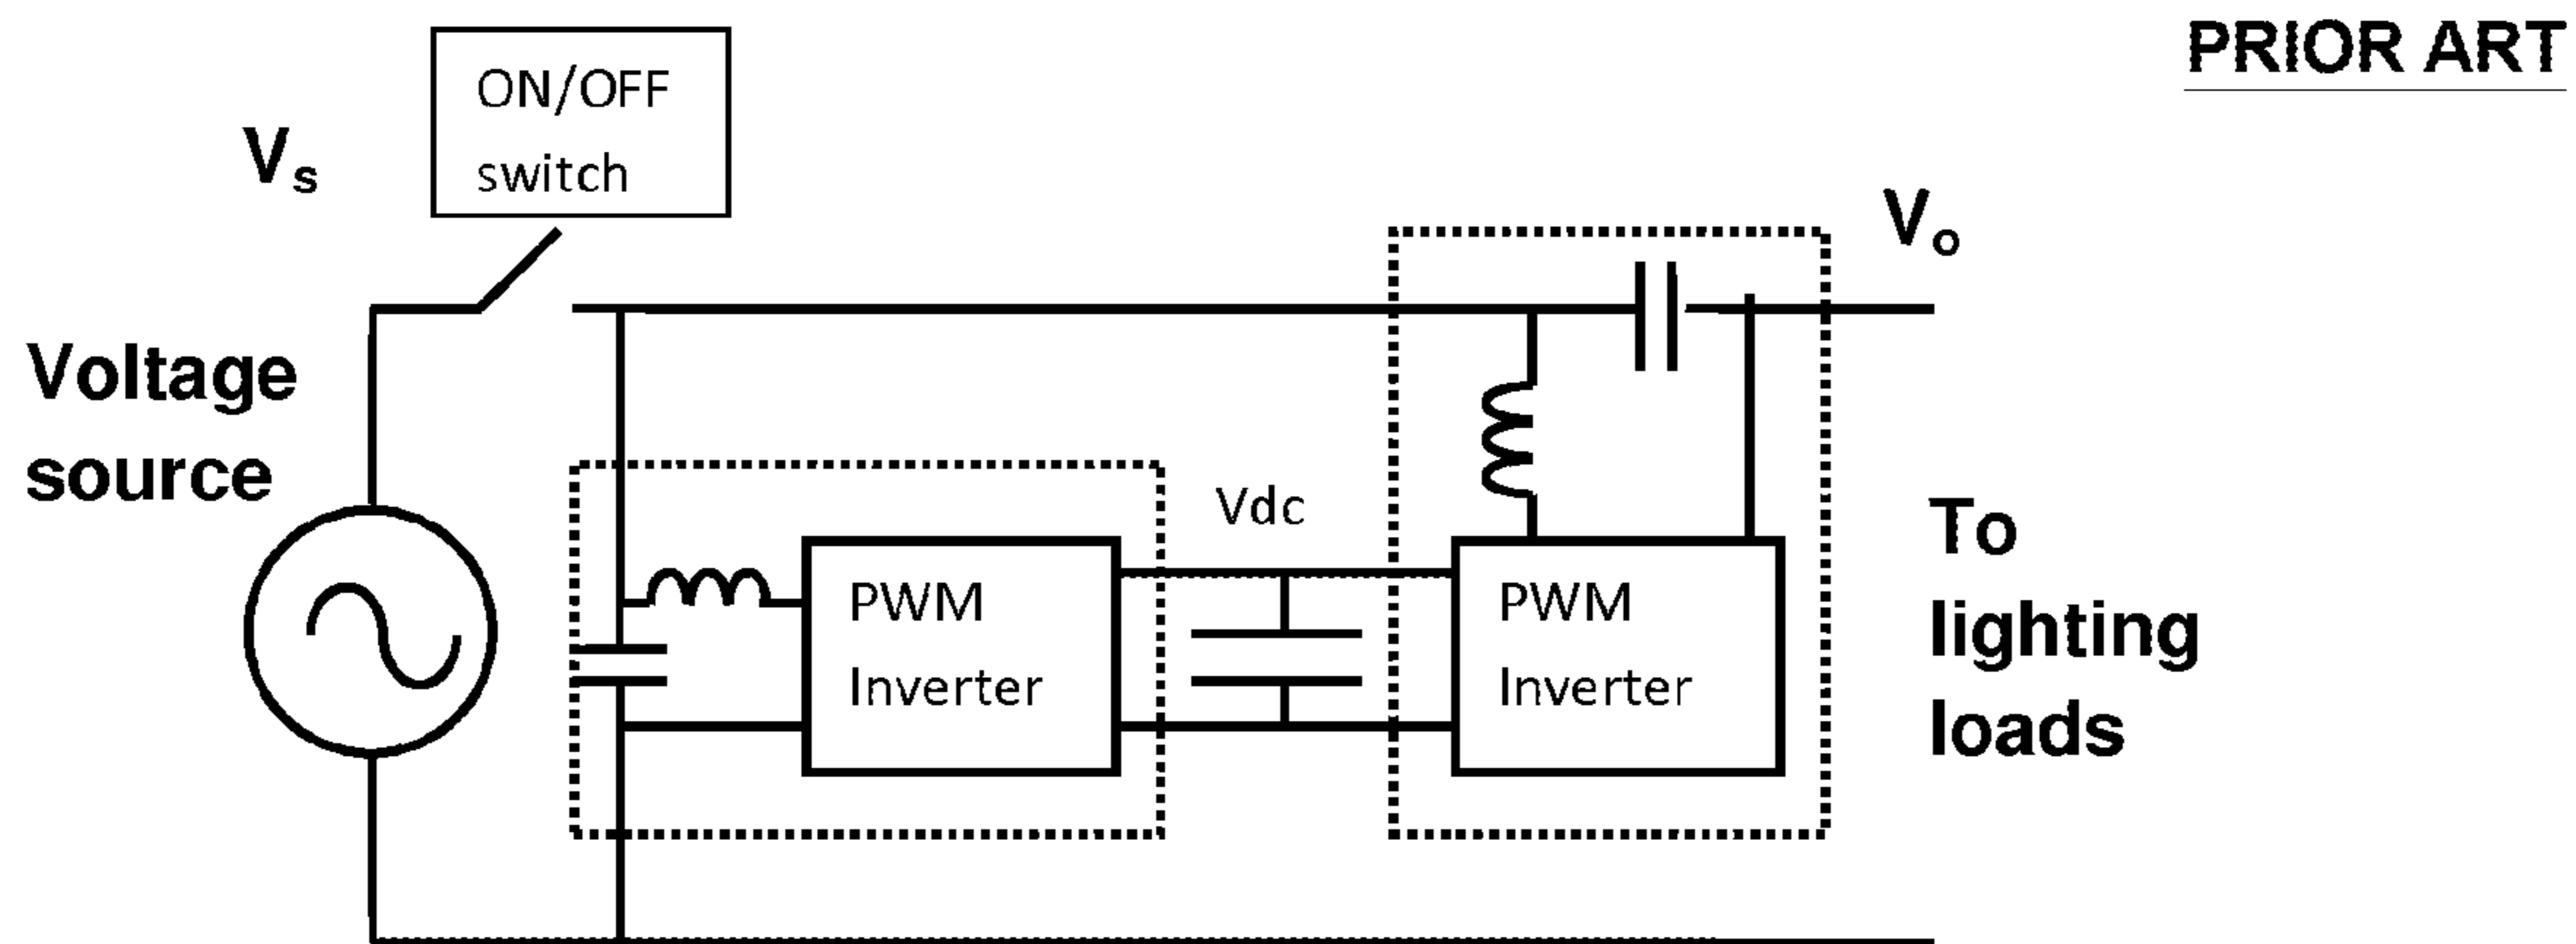 PRIOR ART
ON/OFF
switch
Vs
Vo
Voltage
source
Vdc
PWM
Inverter
PWM
Inverter
To
lighting
loads